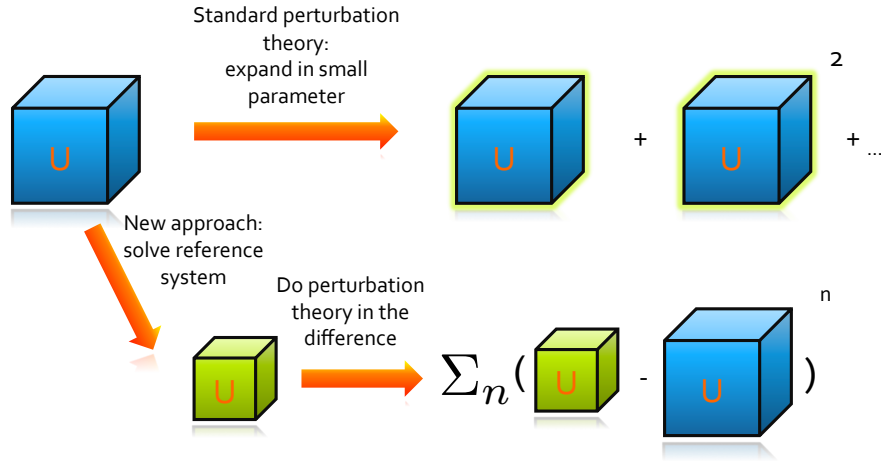 Standard perturbation
theory:
expand in small
parameter
2
U
U
+
U
+ ...
New approach:
solve reference
system
Do perturbation
theory in the
difference
n
U
Σn(
U
-
U
)